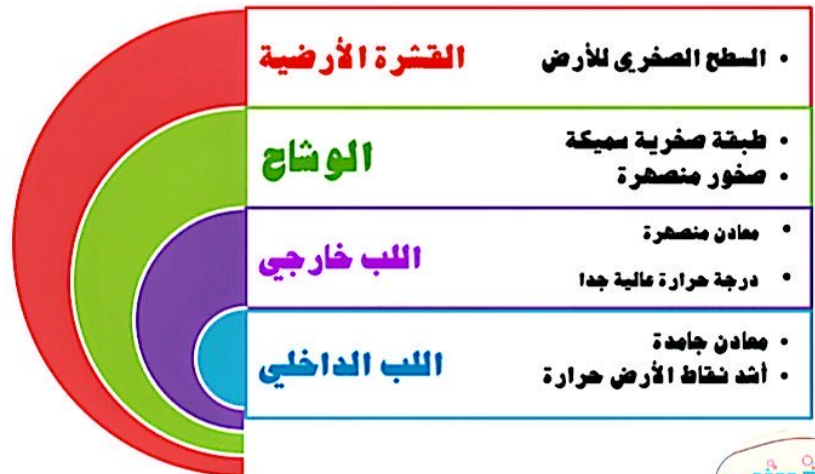 القشرة الأرضية
• السطح الصخري للأرض
الوشاح
• طبقة صخرية سميكة
• صخور منصهرة
اللب خارجي
• معادن منصهرة
• درجة حرارة عالية جدا
اللب الداخلي
• معادن جامدة
• أشد نقاط الأرض حرارة